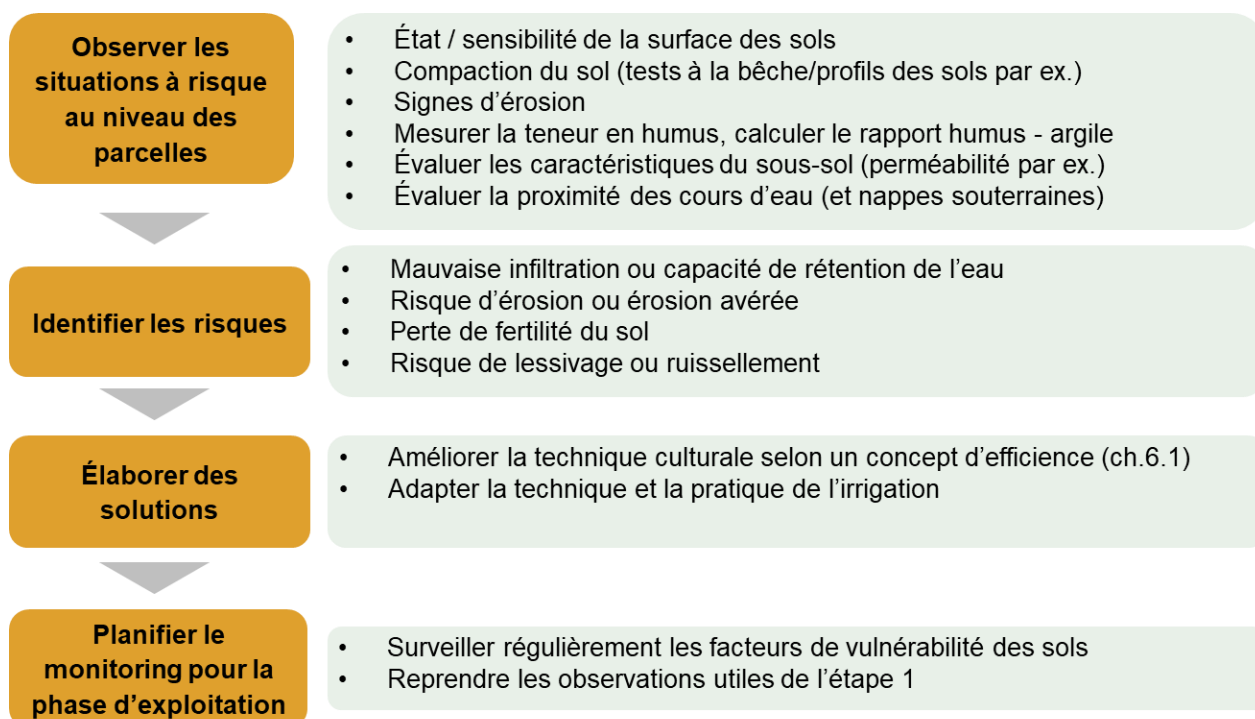 Observer les
situations à risque
au niveau des
parcelles
• État / sensibilité de la surface des sols
• Compaction du sol (tests à la bêche/profils des sols par ex.)
• Signes d’érosion
• Mesurer la teneur en humus, calculer le rapport humus - argile
• Évaluer les caractéristiques du sous-sol (perméabilité par ex.)
• Évaluer la proximité des cours d’eau (et nappes souterraines)
Identifier les risques
• Mauvaise infiltration ou capacité de rétention de l’eau
• Risque d’érosion ou érosion avérée
• Perte de fertilité du sol
• Risque de lessivage ou ruissellement
Élaborer des
solutions
• Améliorer la technique culturale selon un concept d’efficience (ch.6.1)
• Adapter la technique et la pratique de l’irrigation
Planifier le
monitoring pour la
phase d’exploitation
• Surveiller régulièrement les facteurs de vulnérabilité des sols
• Reprendre les observations utiles de l’étape 1